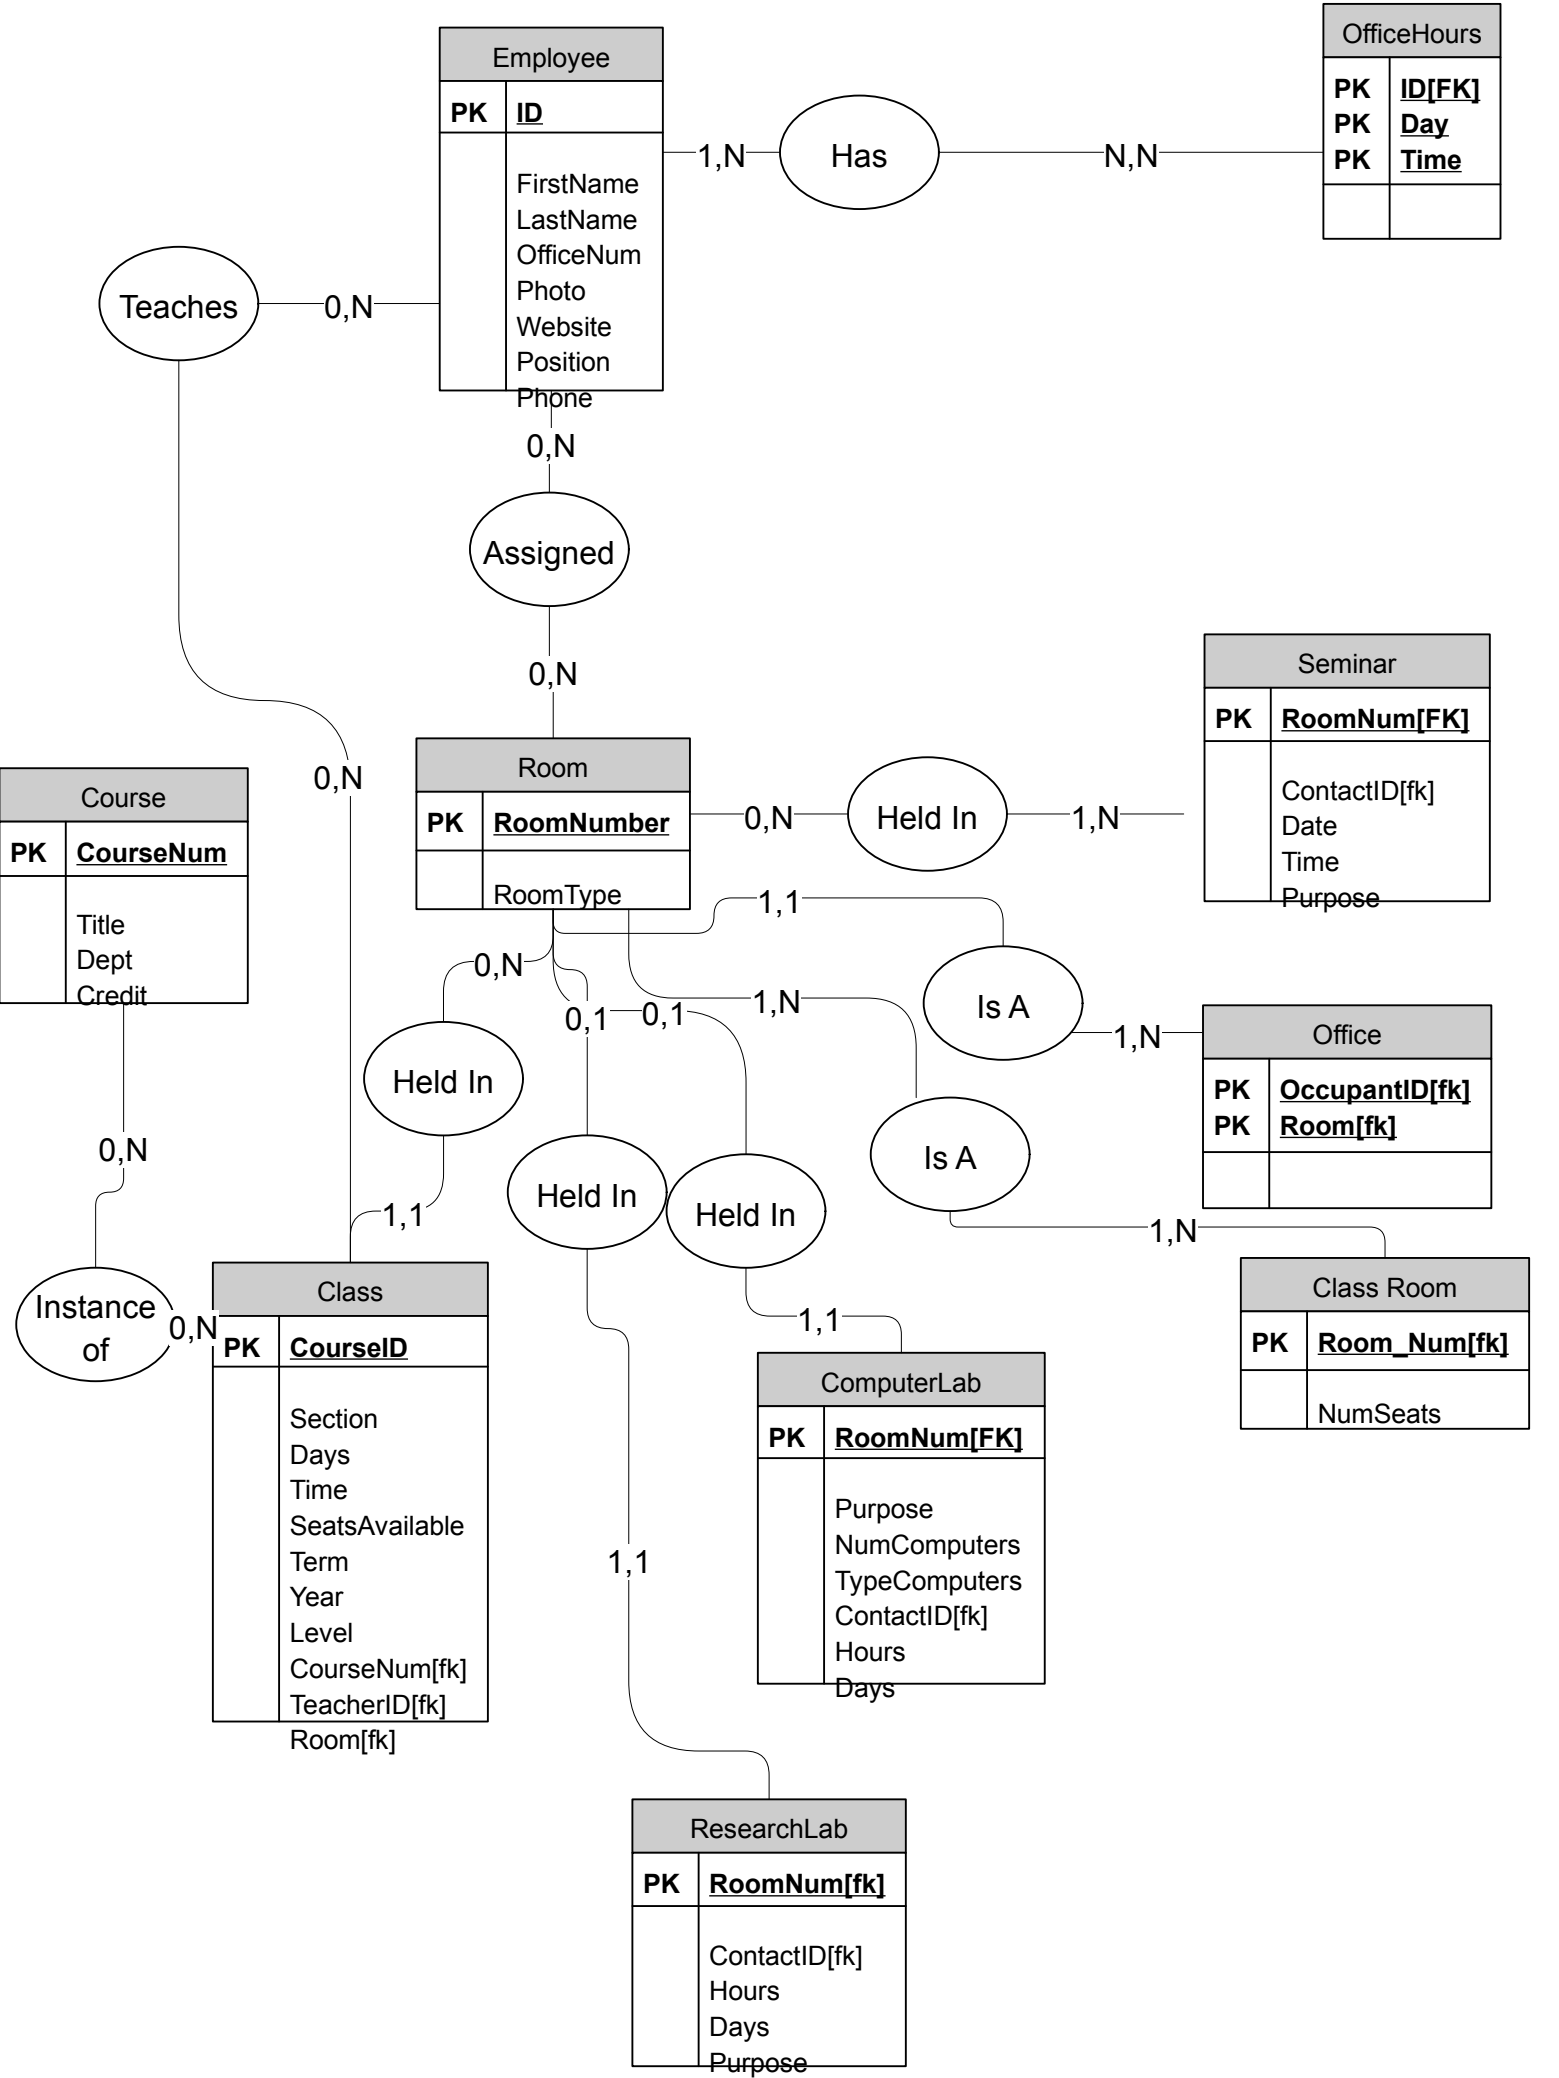 Employee
PK ID
FirstName
LastName
OfficeNum
Photo
Website
Position
Phone
OfficeHours
PK ID[FK]
PK Day
PK Time
1,N
Has
N,N
Teaches
0,N
0,N
Assigned
0,N
0,N
Seminar
PK RoomNum[FK]
ContactID[fk]
Date
Time
Purpose
Room
PK RoomNumber
RoomType
0,N
Held In
1,N
Course
PK CourseNum
Title
Dept
Credit
1,1
Is A
1,N
0,N
Held In
1,1
0,1
Held In
1,1
0,1
Held In
1,1
1,N
Is A
1,N
Office
PK OccupantID[fk]
PK Room[fk]
0,N
Instance
of
0,N
Class
PK CourseID
Section
Days
Time
SeatsAvailable
Term
Year
Level
CourseNum[fk]
TeacherID[fk]
Room[fk]
Class Room
PK Room_Num[fk]
NumSeats
ComputerLab
PK RoomNum[FK]
Purpose
NumComputers
TypeComputers
ContactID[fk]
Hours
Days
ResearchLab
PK RoomNum[fk]
ContactID[fk]
Hours
Days
Purpose